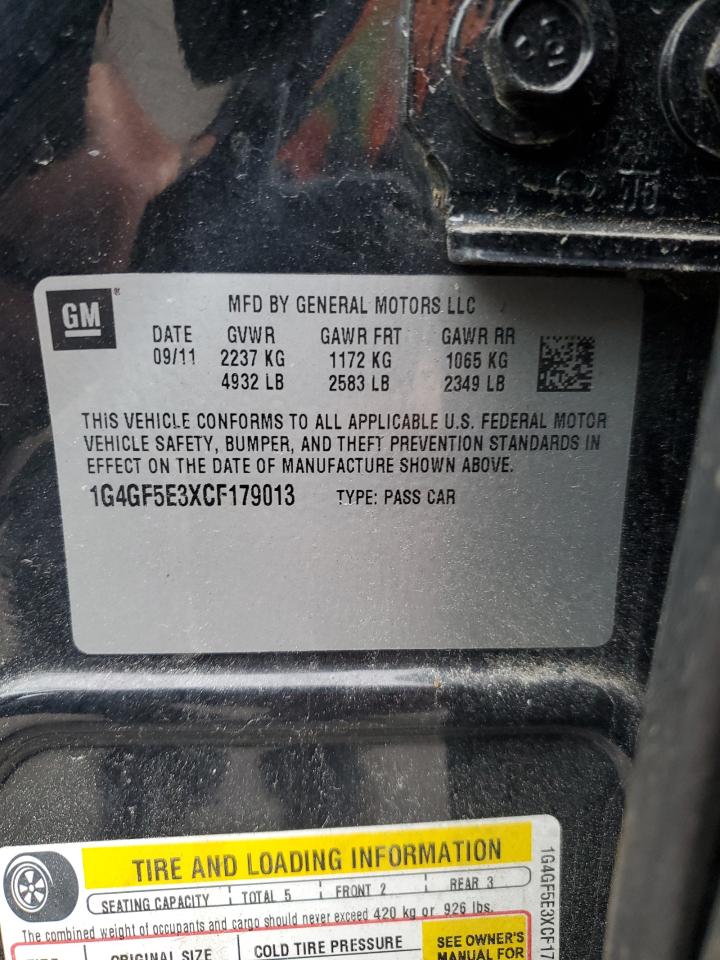 GM
MFD BY GENERAL MOTORS LLC
DATE GVWR GAWR FRT GAWR RR
09/11 2237 KG 1172 KG 1065 KG
4932 LB 2583 LB 2349 LB
THIS VEHICLE CONFORMS TO ALL APPLICABLE U.S. FEDERAL MOTOR
VEHICLE SAFETY, BUMPER, AND THEFT PREVENTION STANDARDS IN
EFFECT ON THE DATE OF MANUFACTURE SHOWN ABOVE.
1G4GF5E3XCF179013 TYPE: PASS CAR
TIRE AND LOADING INFORMATION
SEATING CAPACITY TOTAL 5 FRONT 2 REAR 3
The combined weight of occupants and cargo should never exceed 420 kg or 926 lbs.
ORIGINAL SIZE COLD TIRE PRESSURE SEE OWNER'S
MANUAL FOR
1G4GF5E3XCF17